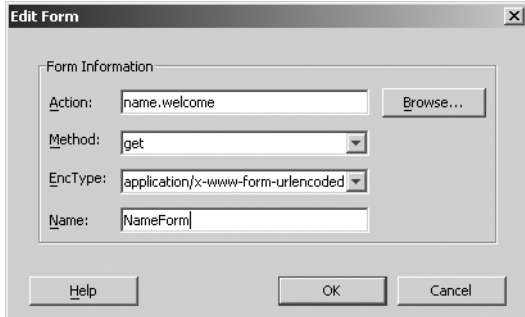 Edit Form
Form Information
Action: name.welcome Browse...
Method: get
EncType: application/x-www-form-urlencoded
Name: NameForm
Help OK Cancel